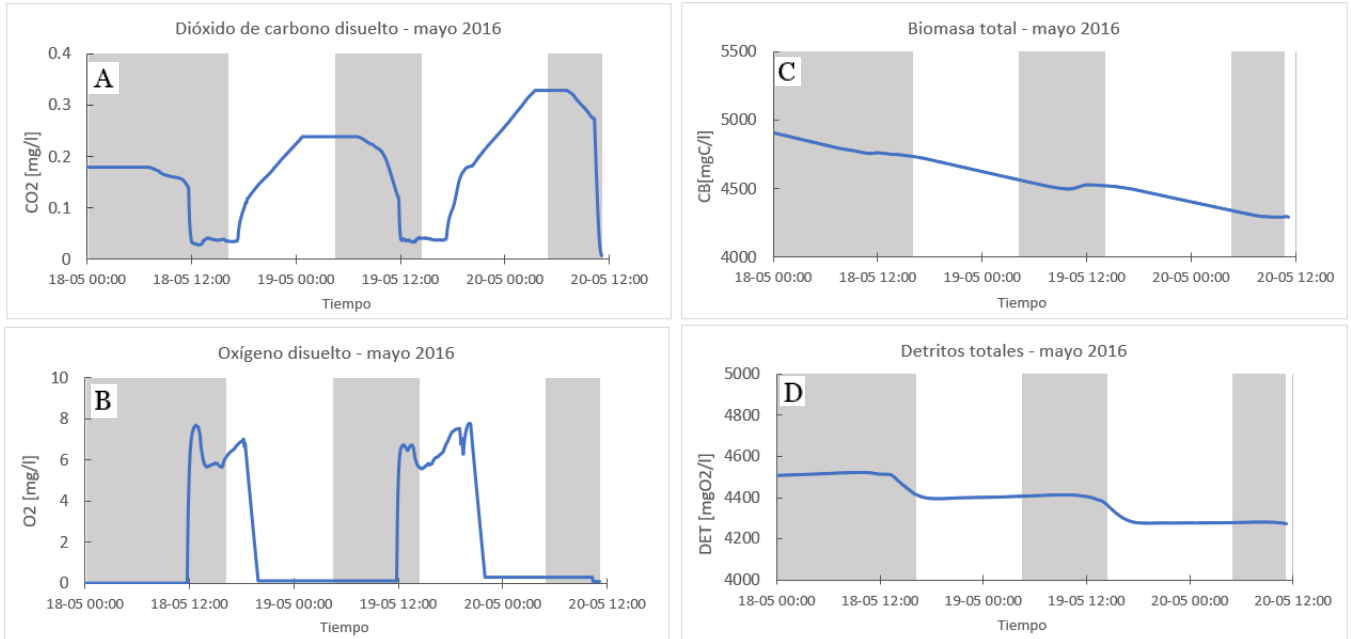 Dióxido de carbono disuelto - mayo 2016
A
0.4
0.3
0.2
0.1
0
CO2 [mg/l]
18-05 00:00 18-05 12:00 19-05 00:00 19-05 12:00 20-05 00:00 20-05 12:00
Tiempo
Biomasa total - mayo 2016
C
5500
5000
4500
4000
CB[mgC/l]
18-05 00:00 18-05 12:00 19-05 00:00 19-05 12:00 20-05 00:00 20-05 12:00
Tiempo
Oxígeno disuelto - mayo 2016
B
10
8
6
4
2
0
O2 [mg/l]
18-05 00:00 18-05 12:00 19-05 00:00 19-05 12:00 20-05 00:00 20-05 12:00
Tiempo
Detritos totales - mayo 2016
D
5000
4800
4600
4400
4200
4000
DET [mgO2/l]
18-05 00:00 18-05 12:00 19-05 00:00 19-05 12:00 20-05 00:00 20-05 12:00
Tiempo